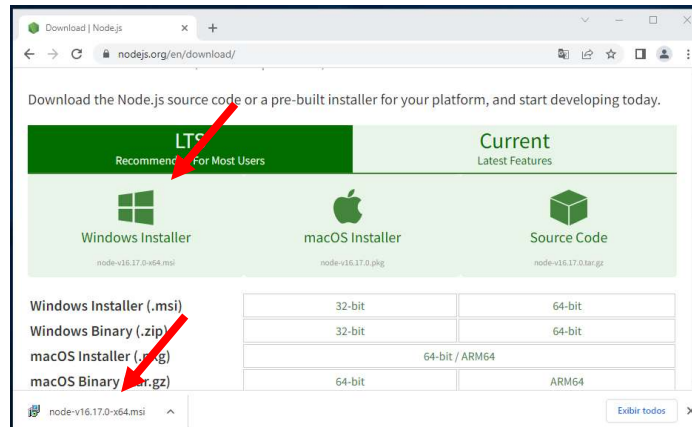 Download | Node.js
nodejs.org/en/download/
Download the Node.js source code or a pre-built installer for your platform, and start developing today.
LTS
Recommended For Most Users
Current
Latest Features
Windows Installer
node-v16.17.0-x64.msi
macOS Installer
node-v16.17.0.pkg
Source Code
node-v16.17.0.tar.gz
Windows Installer (.msi) 32-bit 64-bit
Windows Binary (.zip) 32-bit 64-bit
macOS Installer (.pkg) 64-bit / ARM64
macOS Binary (.tar.gz) 64-bit ARM64
node-v16.17.0-x64.msi
Exibir todos